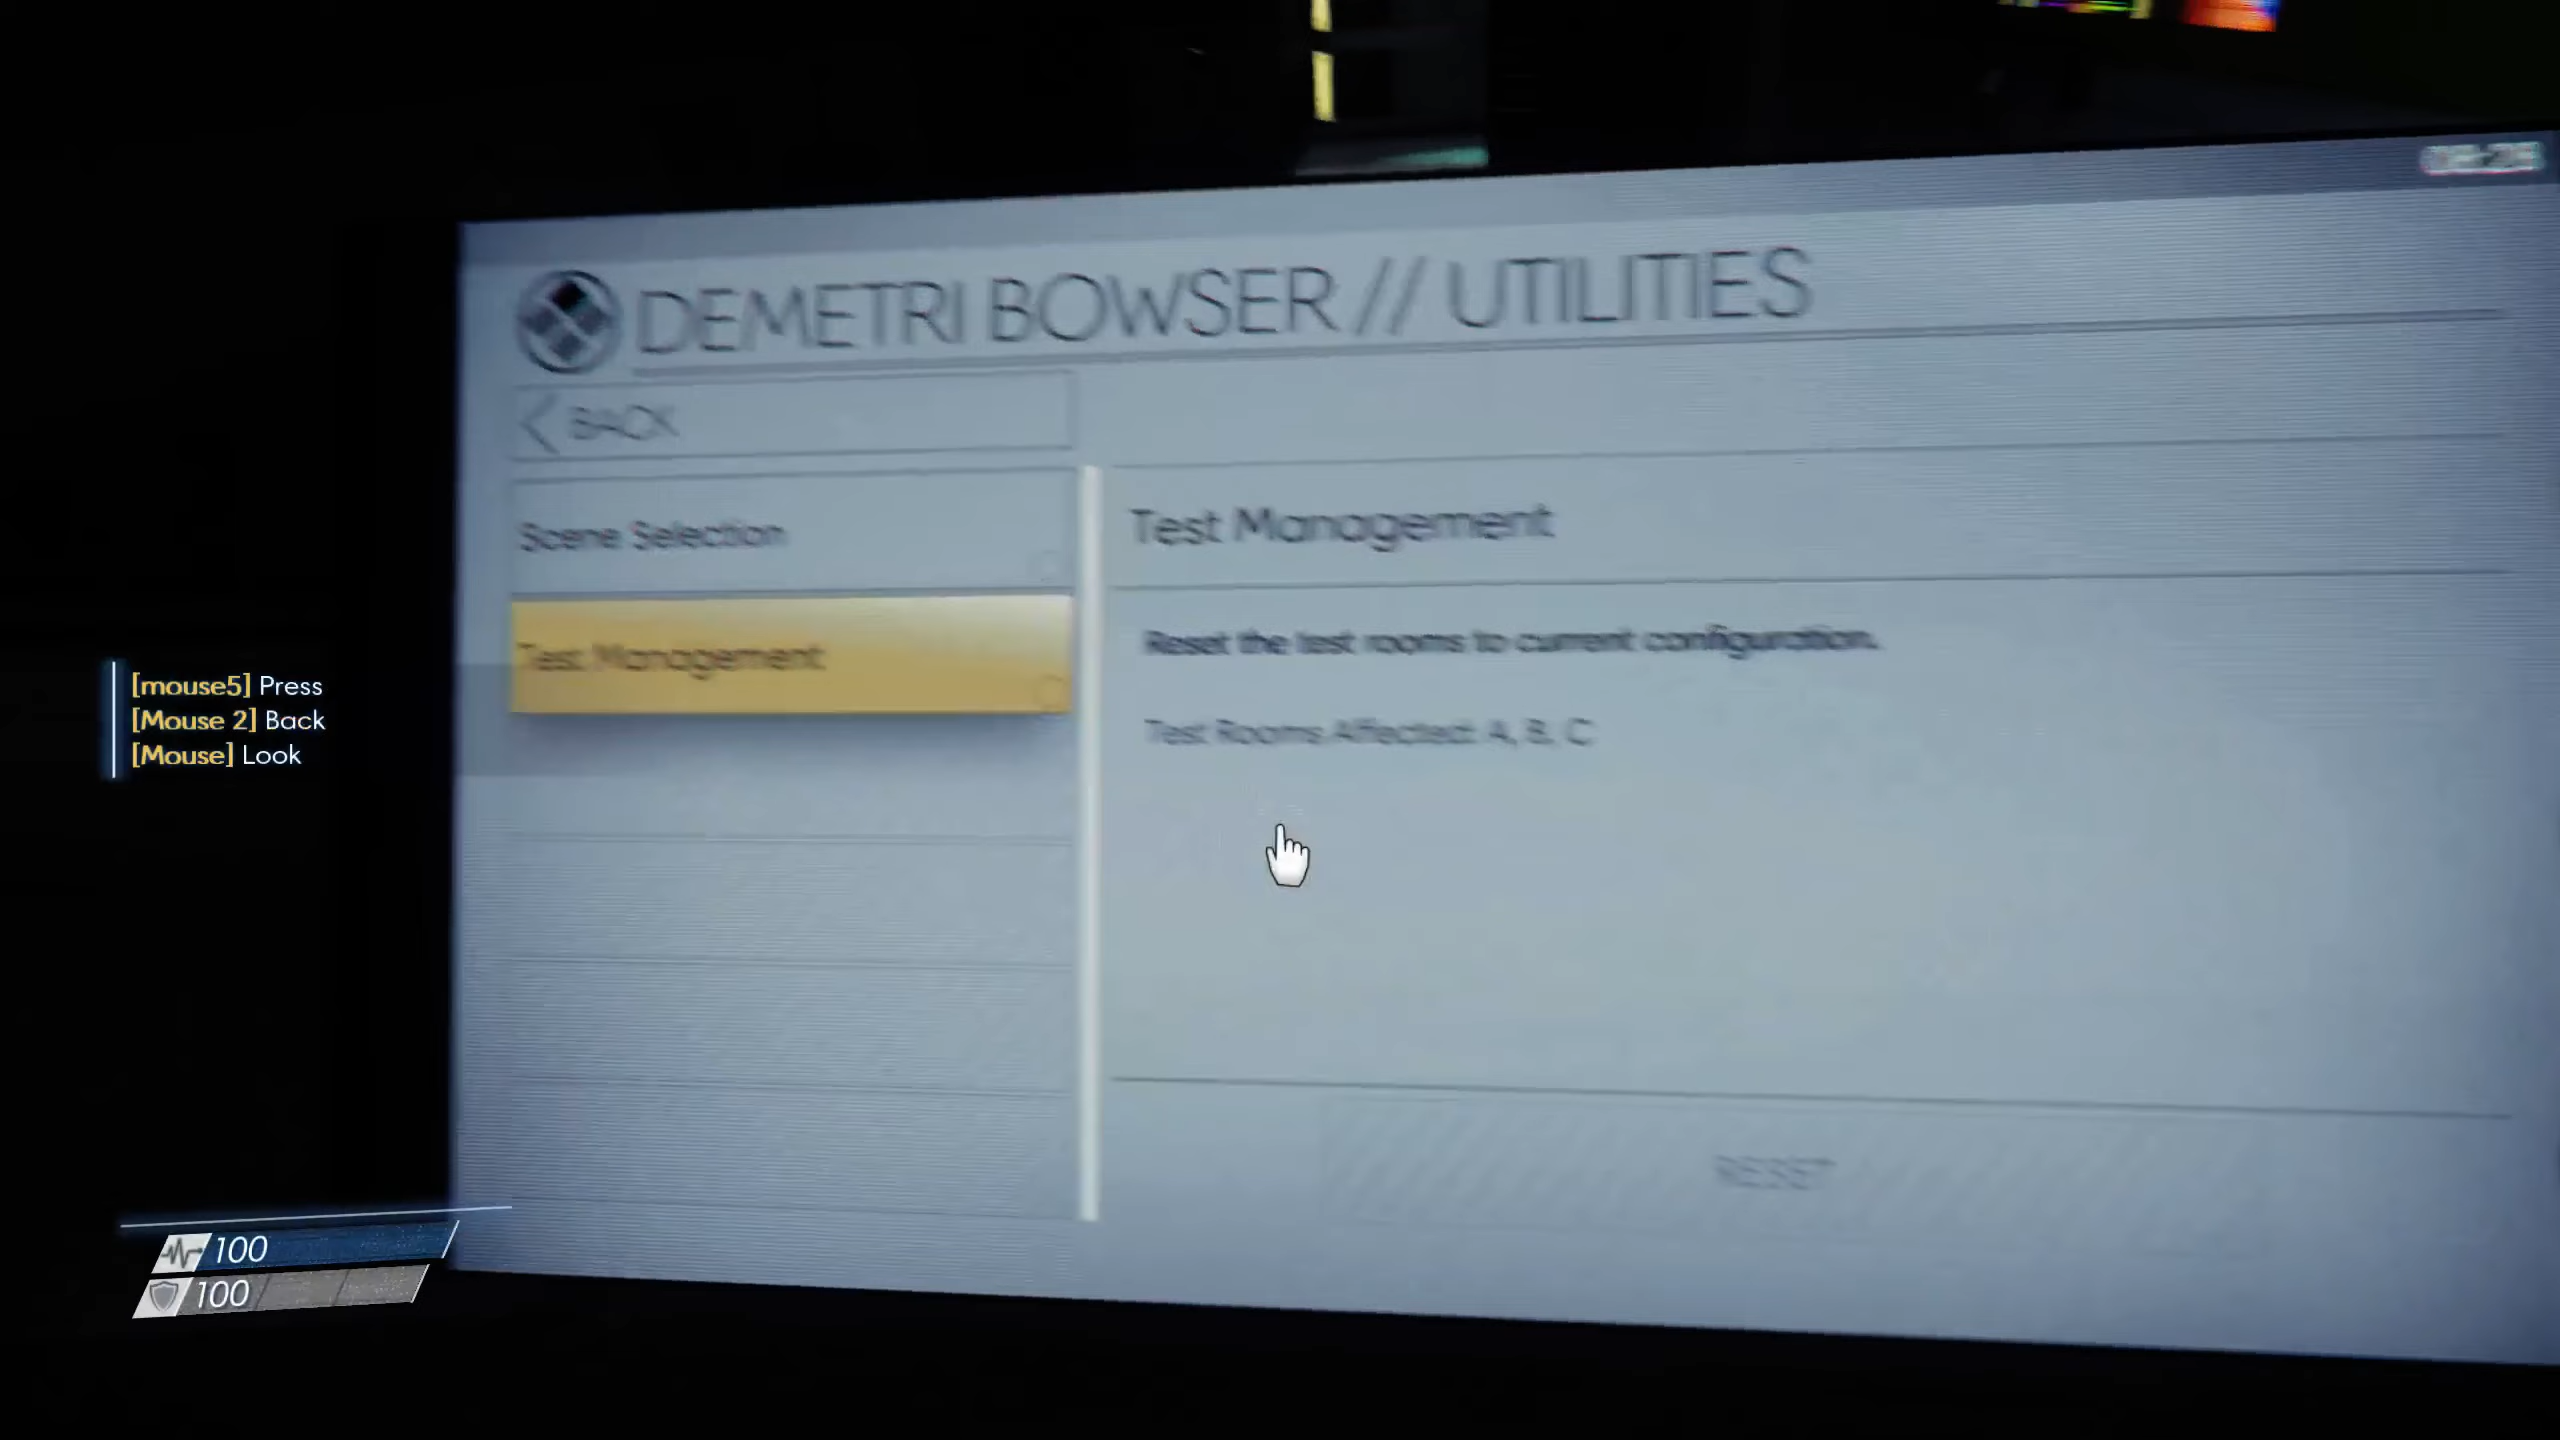 DEMETRI BOWSER // UTILITIES
BACK
Scene Selection
Test Management
Test Management
Reset the test rooms to current configuration.
Test Rooms Affected: A, B, C
RESET
[mouse5] Press
[Mouse 2] Back
[Mouse] Look
100
100